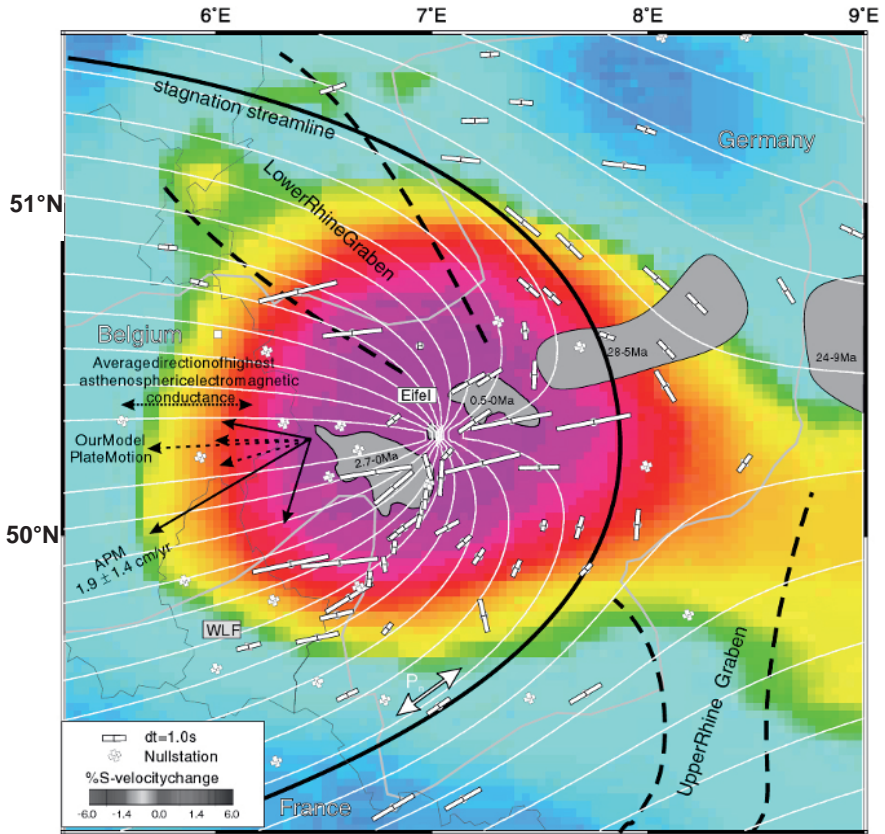 6°E 7°E 8°E 9°E
stagnation streamline
Germany
51°N
LowerRhineGraben
Belgium
28-5Ma
24-9Ma
Averagedirectionofhighest
asthenosphericelectromagnetic
conductance
Eifel
0.5-0Ma
OurModel
PlateMotion
2.7-0Ma
50°N
APM
1.9 ± 1.4 cm/yr
WLF
P
UpperRhine Graben
dt=1.0s
Nullstation
%S-velocitychange
-6.0 -1.4 0.0 1.4 6.0
France